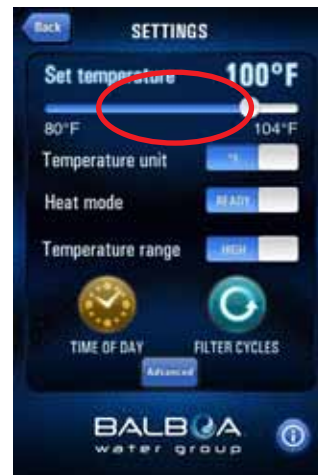 Back
SETTINGS
Set temperature 100°F
80°F 104°F
Temperature unit °F
Heat mode READY
Temperature range HIGH
TIME OF DAY FILTER CYCLES
Advanced
BALBOA
water group
i